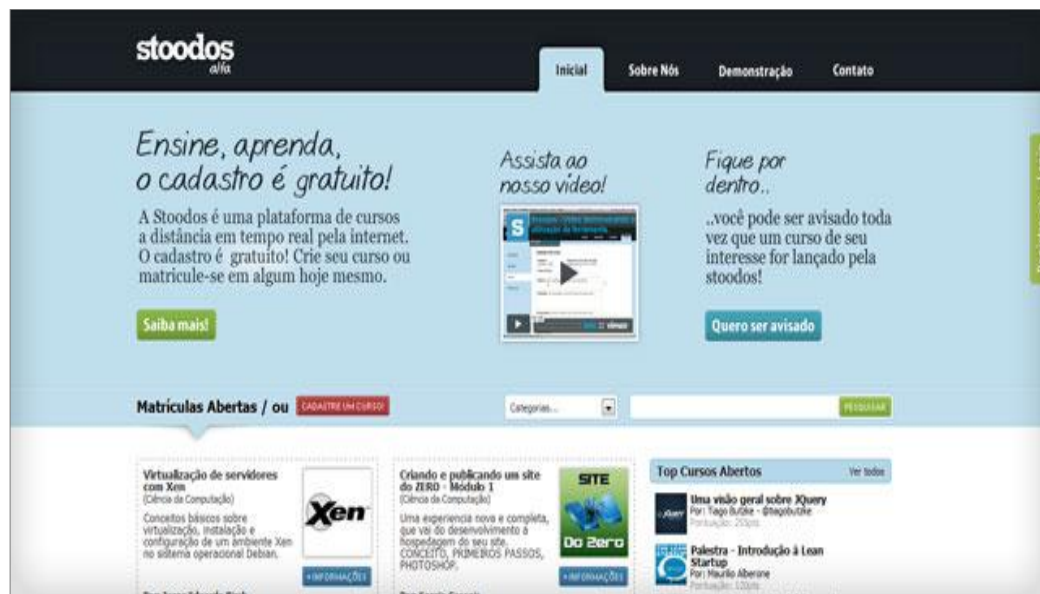 stoodos
alfa
Inicial
Sobre Nós
Demonstração
Contato
Ensine, aprenda,
o cadastro é gratuito!
A Stoodos é uma plataforma de cursos
a distância em tempo real pela internet.
O cadastro é gratuito! Crie seu curso ou
matricule-se em algum hoje mesmo.
Saiba mais!
Assista ao
nosso vídeo!
S
Fique por
dentro..
..você pode ser avisado toda
vez que um curso de seu
interesse for lançado pela
stoodos!
Quero ser avisado
Matrículas Abertas / ou
CADASTRE UM CURSO!
Categorias...
PESQUISAR
Virtualização de servidores
com Xen
(Ciência da Computação)
Conceitos básicos sobre
virtualização, instalação e
configuração de um ambiente Xen
no sistema operacional Debian.
Xen
+ INFORMAÇÕES
Criando e publicando um site
do ZERO - Módulo 1
(Ciência da Computação)
Uma experiencia nova e completa,
que vai do desenvolvimento à
hospedagem do seu site.
CONCEITO, PRIMEIROS PASSOS,
PHOTOSHOP.
SITE
Do Zero
+ INFORMAÇÕES
Top Cursos Abertos
Ver todos
Uma visão geral sobre JQuery
Por: Tiago Butzke - @tiagobutzke
Pontuação: 255pts
Palestra - Introdução à Lean
Startup
Por: Maurilio Alberone
Pontuação: 120pts